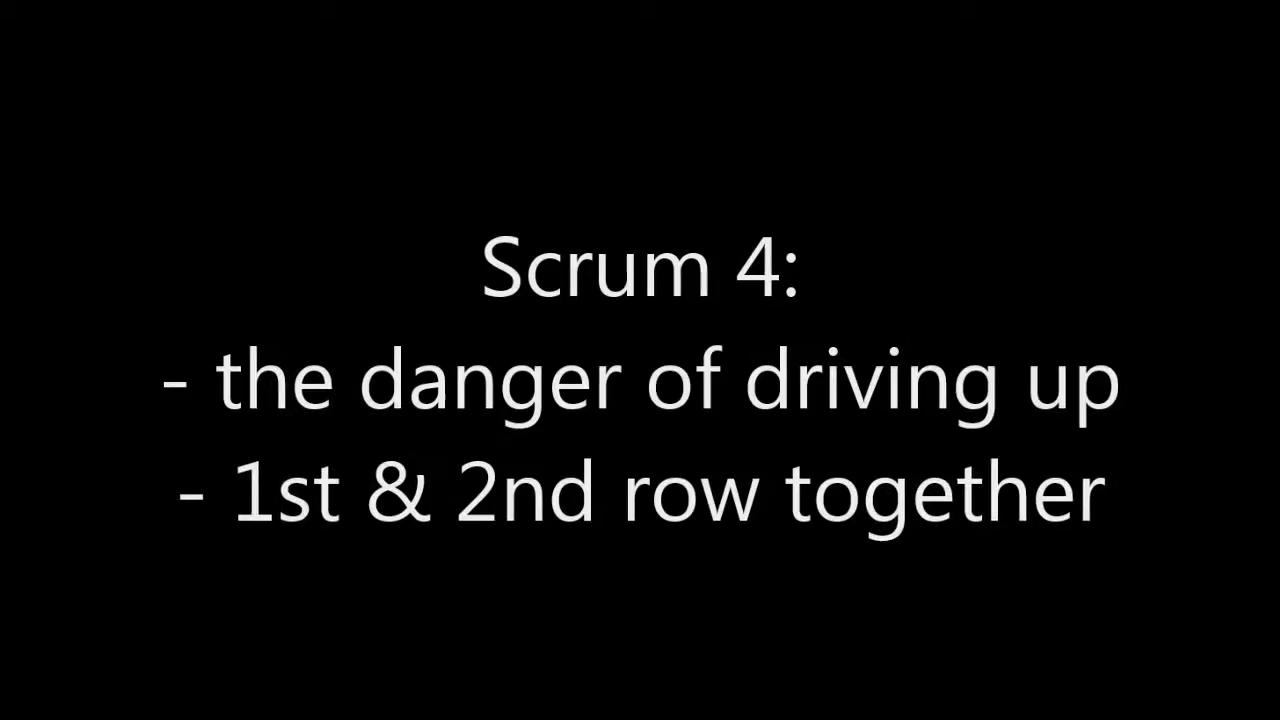 Scrum 4:
- the danger of driving up
- 1st & 2nd row together